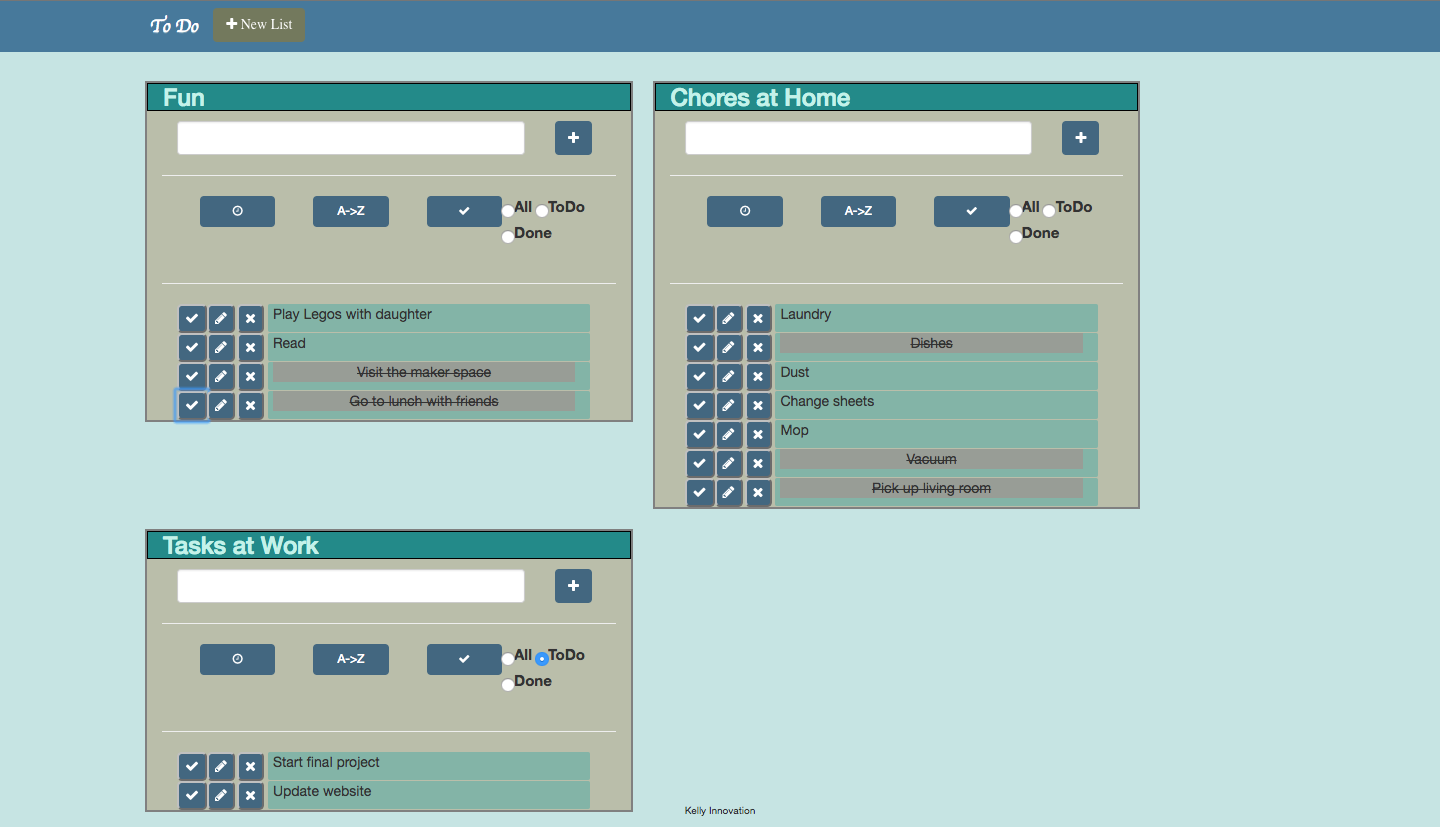 To Do
New List
Fun
A->Z
All ToDo
Done
Play Legos with daughter
Read
Visit the maker space
Go to lunch with friends
Chores at Home
A->Z
All ToDo
Done
Laundry
Dishes
Dust
Change sheets
Mop
Vacuum
Pick up living room
Tasks at Work
A->Z
All ToDo
Done
Start final project
Update website
Kelly Innovation